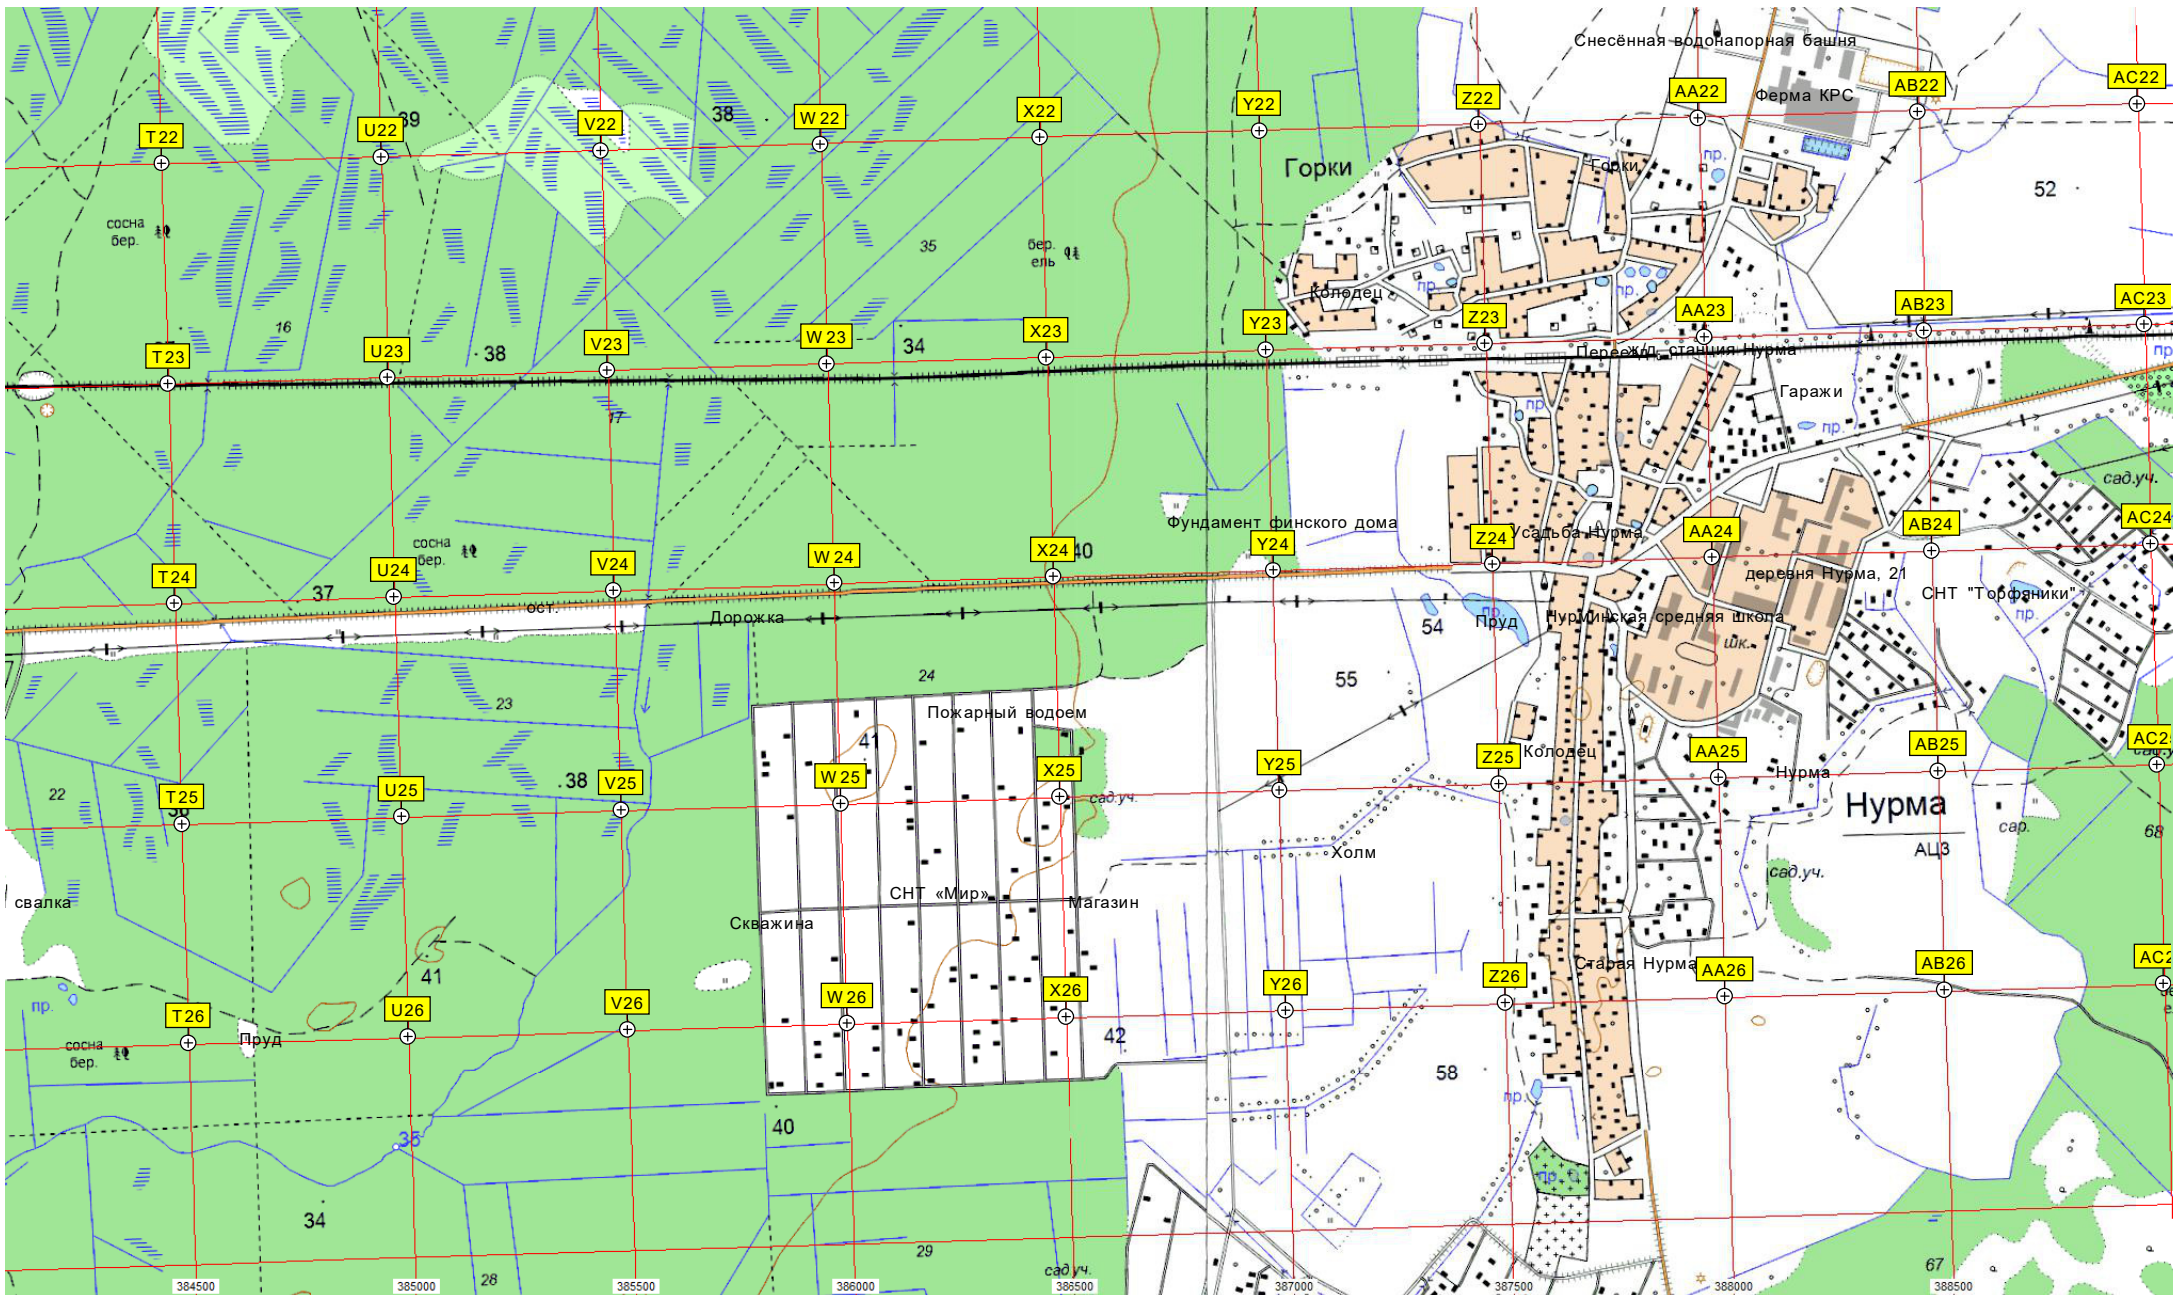 Снесённая водонапорная башня
AC22
AB22
Ферма КРС
AA22
Z22
Y22
X22
W22
V22
U22
T22
39
38
пр.
Горки
Горки
52
сосна
бер.
35
бер.
ель
пр.
пр.
Колодец
AC23
AB23
AA23
Z23
Y23
X23
W23
V23
U23
T23
16
38
34
Переезд
ж/д. станция Нурма
пр.
Гаражи
17
пр.
пр.
сад.уч.
Фундамент финского дома
Усадьба Нурма
AC24
AB24
AA24
Z24
Y24
X24
40
W24
V24
U24
T24
сосна
бер.
37
деревня Нурма, 21
СНТ "Торфяники"
пр.
ост.
Дорожка
54
пр.
Пруд
Нурминская средняя школа
шк.
24
55
23
Пожарный водоем
41
Колодец
AC25
AB25
AA25
Z25
Y25
X25
W25
V25
U25
T25
38
22
сад.уч.
Нурма
Нурма
АЦЗ
сар.
68
Холм
сад.уч.
свалка
СНТ «Мир»
Магазин
Скважина
41
Старая Нурма
AC2
AB26
AA26
Z26
Y26
X26
W26
V26
U26
T26
пр.
Пруд
сосна
бер.
42
58
пр.
40
35
пр.
34
29
28
сад.уч.
67
384500
385000
385500
386000
386500
387000
387500
388000
388500